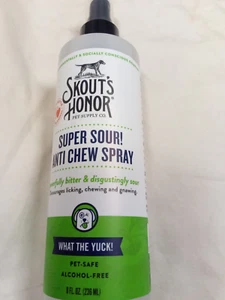 SKOUT'S
HONOR®
PET SUPPLY CO
SUPER SOUR!
ANTI CHEW SPRAY
bitter & disgustingly sour
licking, chewing and gnawing.
WHAT THE YUCK!
PET-SAFE
ALCOHOL-FREE
8 FL.OZ. (236 ML)